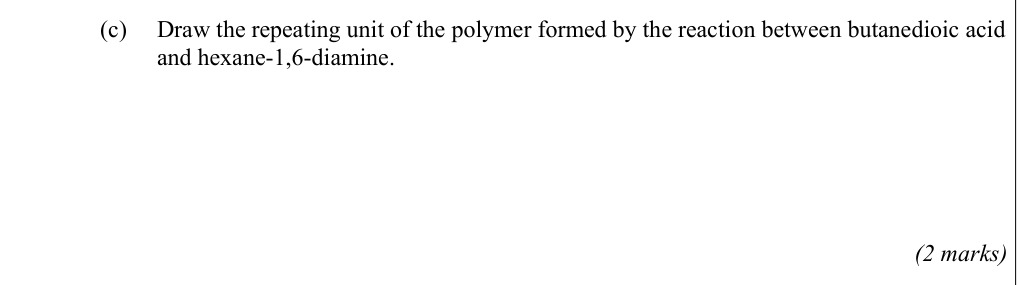 (c) Draw the repeating unit of the polymer formed by the reaction between butanedioic acid
and hexane-1,6-diamine.
(2 marks)